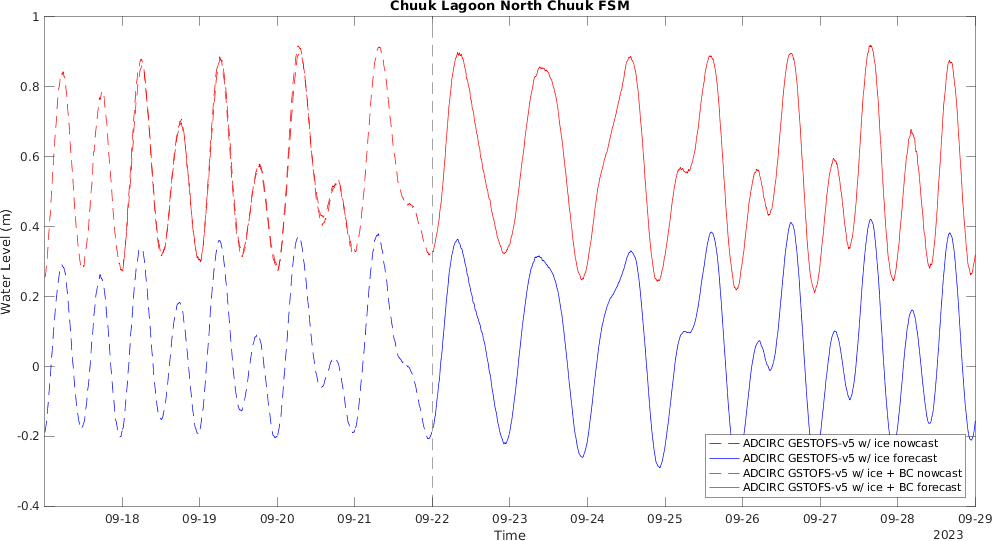 Chuuk Lagoon North Chuuk FSM
1
0.8
0.6
0.4
0.2
0
-0.2
-0.4
Water Level (m)
ADCIRC GESTOFS-v5 w/ ice nowcast
ADCIRC GESTOFS-v5 w/ ice forecast
ADCIRC GSTOFS-v5 w/ ice + BC nowcast
ADCIRC GSTOFS-v5 w/ ice + BC forecast
09-18 09-19 09-20 09-21 09-22 09-23 09-24 09-25 09-26 09-27 09-28 09-29
Time
2023